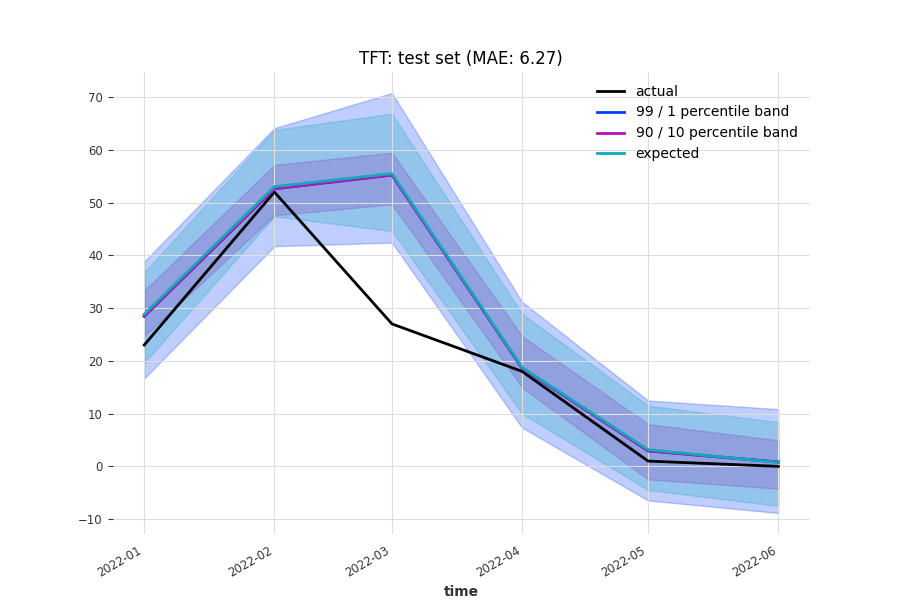 TFT: test set (MAE: 6.27)
actual
99 / 1 percentile band
90 / 10 percentile band
expected
70
60
50
40
30
20
10
0
−10
2022-01
2022-02
2022-03
2022-04
2022-05
2022-06
time